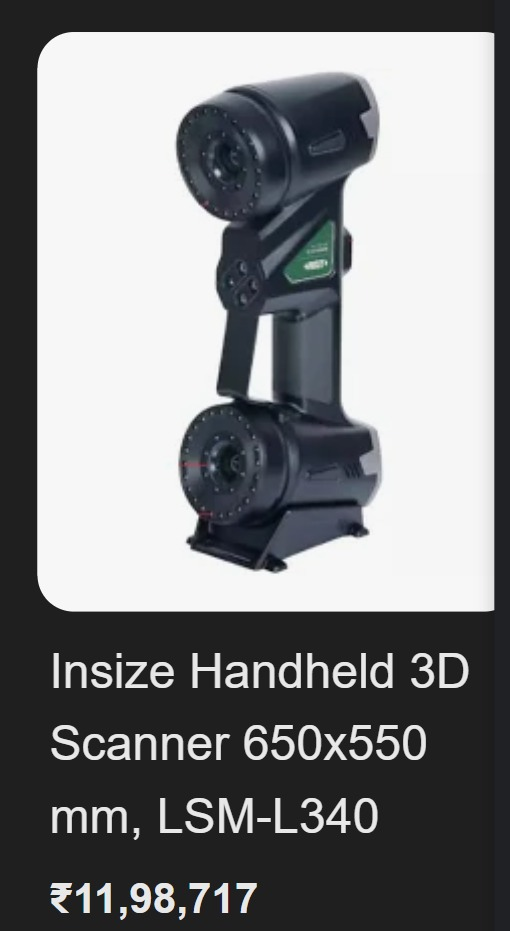 Insize Handheld 3D
Scanner 650x550
mm, LSM-L340
₹11,98,717